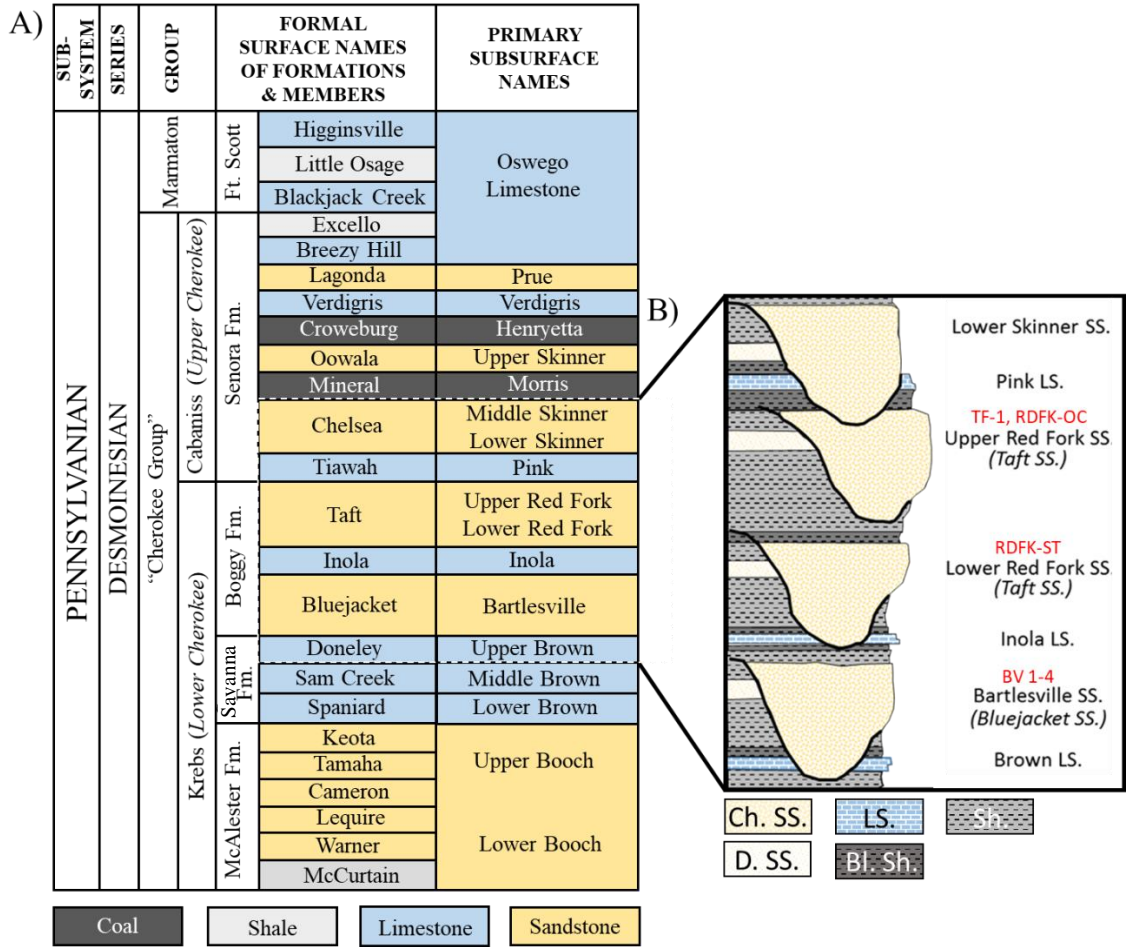 A)
SUB-
SYSTEM
SERIES
GROUP
FORMAL
SURFACE NAMES
OF FORMATIONS
& MEMBERS
PRIMARY
SUBSURFACE
NAMES
PENNSYLVANIAN
DESMOINESIAN
Marmaton
"Cherokee Group"
Cabaniss (Upper Cherokee)
Krebs (Lower Cherokee)
Ft. Scott
Senora Fm.
Boggy Fm.
Savanna
Fm.
McAlester Fm.
Higginsville
Little Osage
Blackjack Creek
Excello
Breezy Hill
Oswego
Limestone
Lagonda
Prue
Verdigris
Verdigris
Croweburg
Henryetta
Oowala
Upper Skinner
Mineral
Morris
Chelsea
Middle Skinner
Lower Skinner
Tiawah
Pink
Taft
Upper Red Fork
Lower Red Fork
Inola
Inola
Bluejacket
Bartlesville
Doneley
Upper Brown
Sam Creek
Middle Brown
Spaniard
Lower Brown
Keota
Tamaha
Cameron
Lequire
Warner
McCurtain
Upper Booch
Lower Booch
Coal
Shale
Limestone
Sandstone
B)
Lower Skinner SS.
Pink LS.
TF-1, RDFK-OC
Upper Red Fork SS.
(Taft SS.)
RDFK-ST
Lower Red Fork SS.
(Taft SS.)
Inola LS.
BV 1-4
Bartlesville SS.
(Bluejacket SS.)
Brown LS.
Ch. SS.
LS.
Sh.
D. SS.
Bl. Sh.